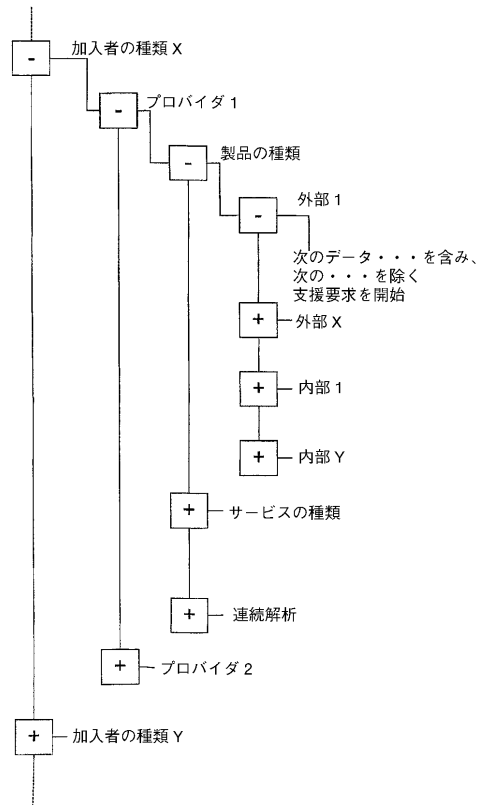 加入者の種類 X
プロバイダ 1
製品の種類
外部 1
次のデータ・・・を含み、
次の・・・を除く
支援要求を開始
外部 X
内部 1
内部 Y
サービスの種類
連続解析
プロバイダ 2
加入者の種類 Y